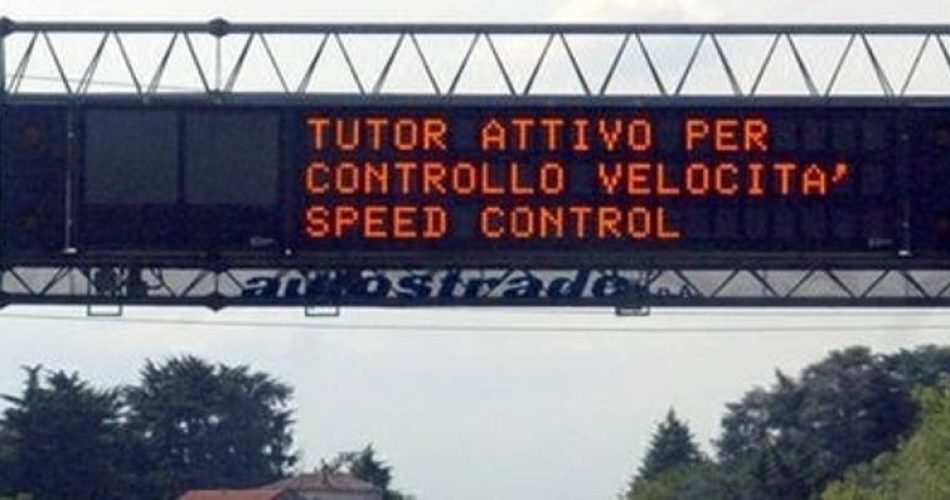 TUTOR ATTIVO PER
CONTROLLO VELOCITA'
SPEED CONTROL
autostrade